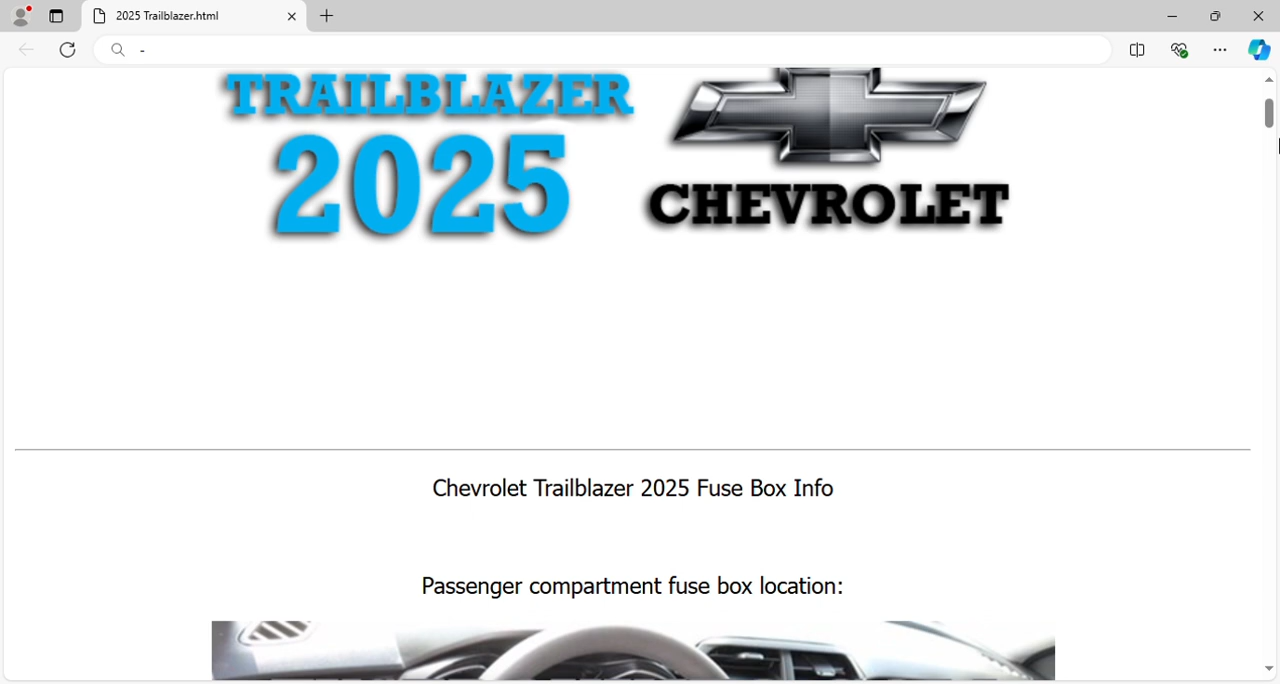 2025 Trailblazer.html
-
TRAILBLAZER
2025
CHEVROLET
Chevrolet Trailblazer 2025 Fuse Box Info
Passenger compartment fuse box location: